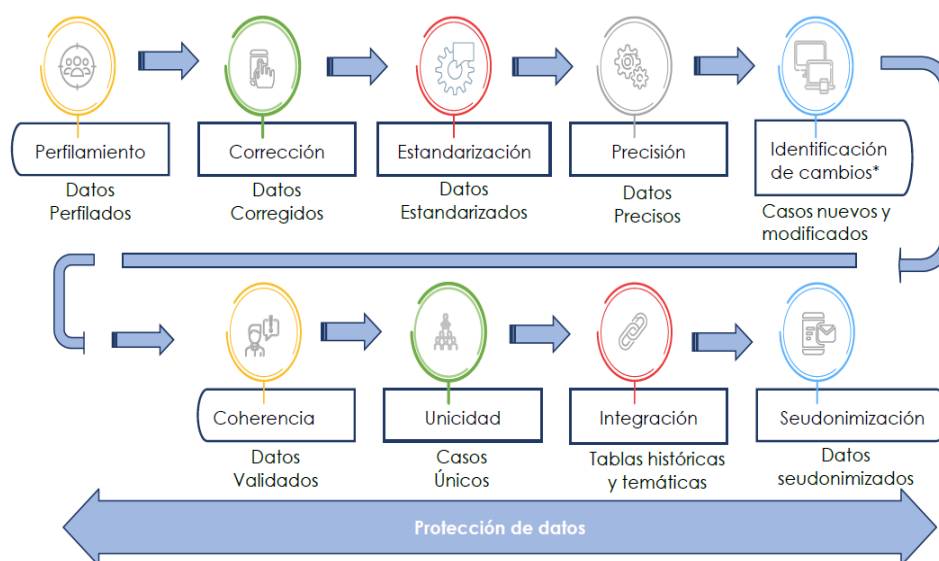 Perfilamiento
Datos
Perfilados
Corrección
Datos
Corregidos
Estandarización
Datos
Estandarizados
Precisión
Datos
Precisos
Identificación
de cambios*
Casos nuevos y
modificados
Coherencia
Datos
Validados
Unicidad
Casos
Únicos
Integración
Tablas históricas
y temáticas
Seudonimización
Datos
seudonimizados
Protección de datos